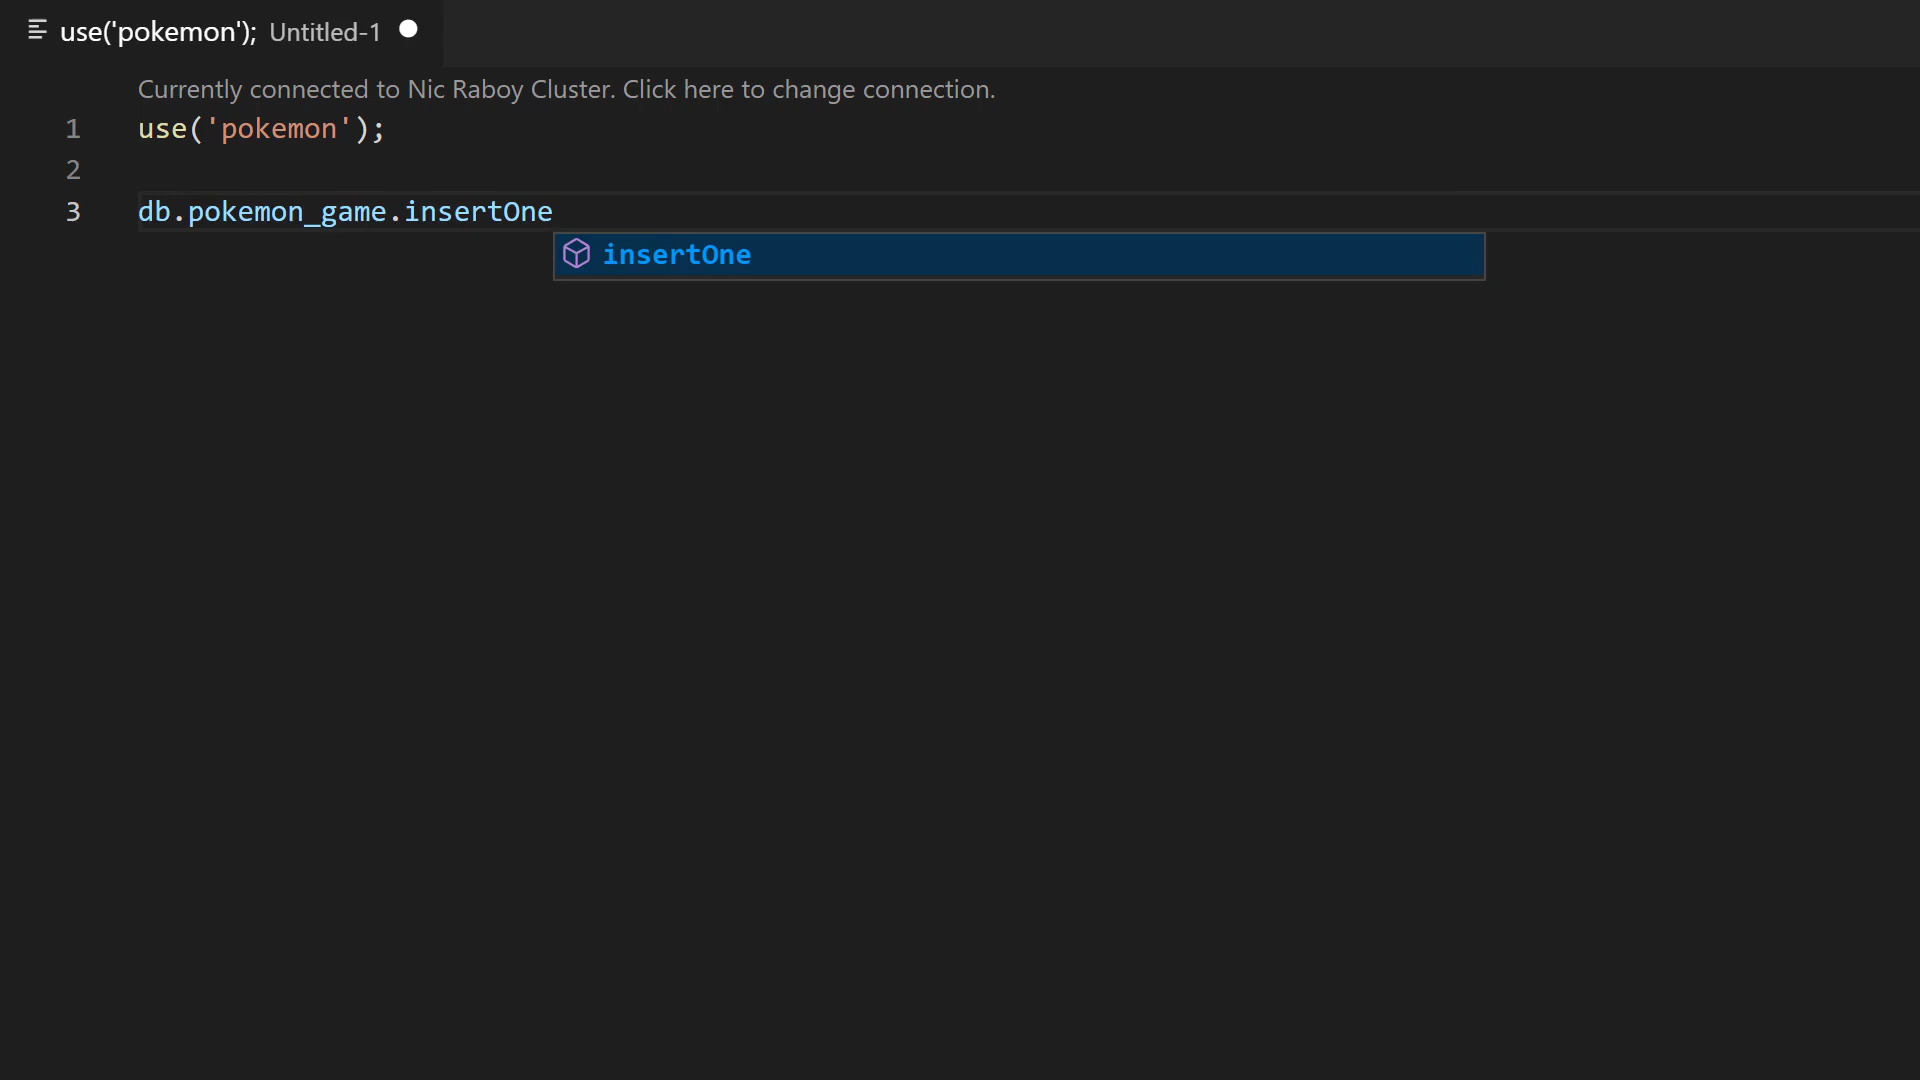 use('pokemon'); Untitled-1
Currently connected to Nic Raboy Cluster. Click here to change connection.
1 use('pokemon');
2
3 db.pokemon_game.insertOne
insertOne